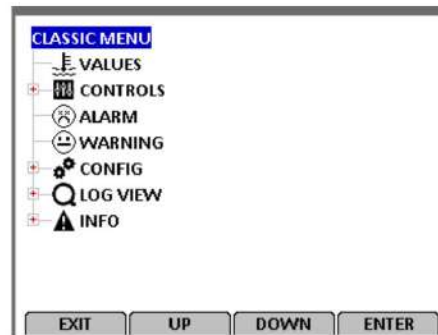 CLASSIC MENU
VALUES
CONTROLS
ALARM
WARNING
CONFIG
LOG VIEW
INFO
EXIT UP DOWN ENTER